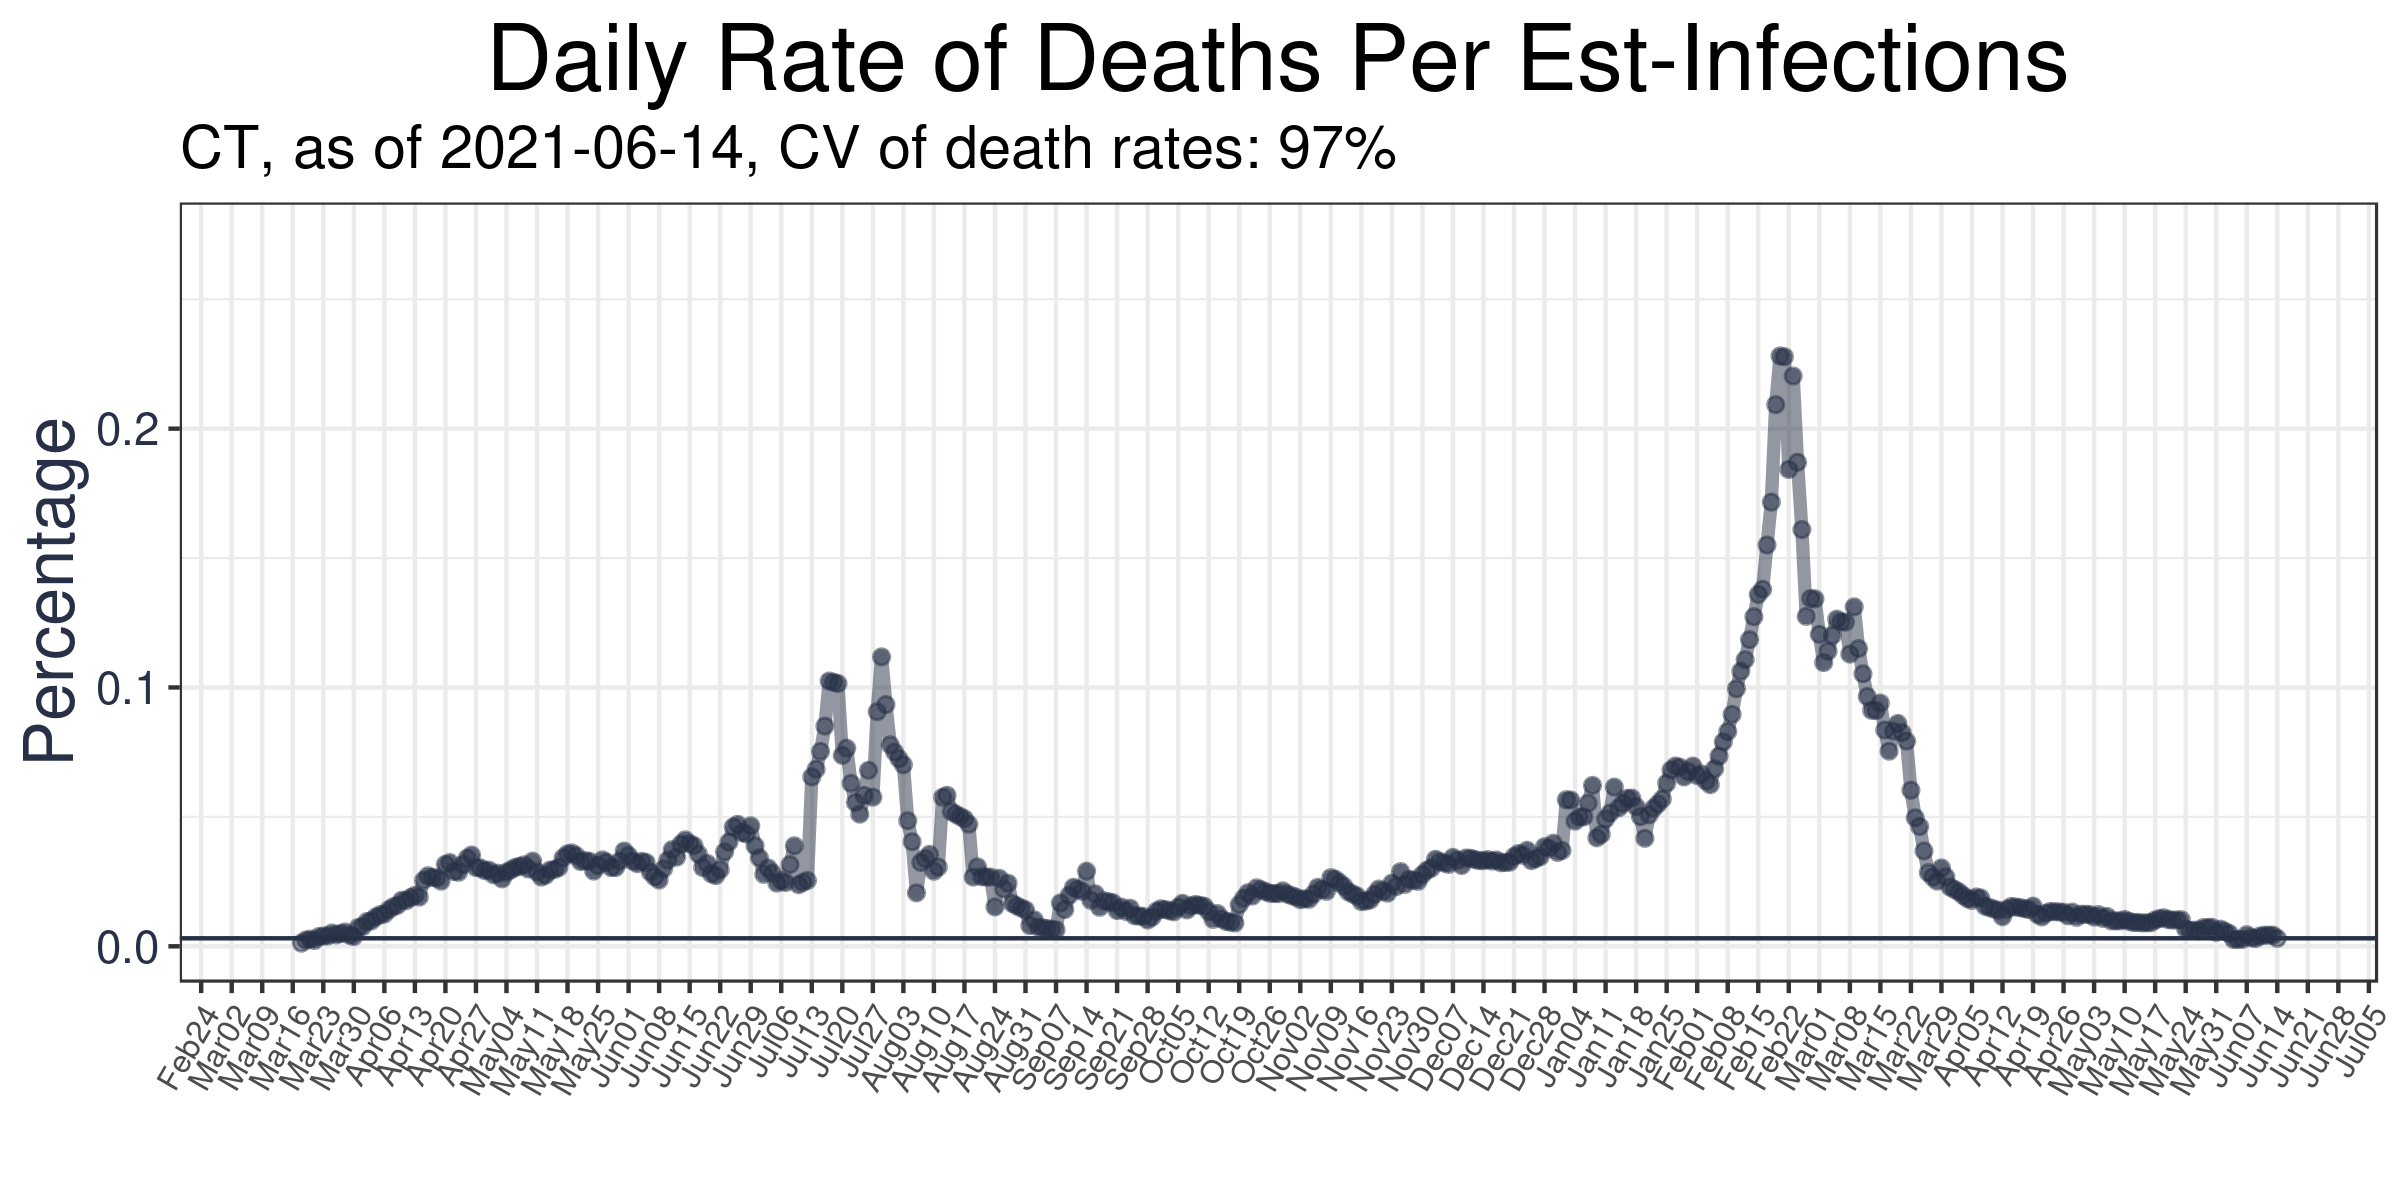 Daily Rate of Deaths Per Est-Infections
CT, as of 2021-06-14, CV of death rates: 97%
Percentage
0.2
0.1
0.0
Feb24
Mar02
Mar09
Mar16
Mar23
Mar30
Apr06
Apr13
Apr20
Apr27
May04
May11
May18
May25
Jun01
Jun08
Jun15
Jun22
Jun29
Jul06
Jul13
Jul20
Jul27
Aug03
Aug10
Aug17
Aug24
Aug31
Sep07
Sep14
Sep21
Sep28
Oct05
Oct12
Oct19
Oct26
Nov02
Nov09
Nov16
Nov23
Nov30
Dec07
Dec14
Dec21
Dec28
Jan04
Jan11
Jan18
Jan25
Feb01
Feb08
Feb15
Feb22
Mar01
Mar08
Mar15
Mar22
Mar29
Apr05
Apr12
Apr19
Apr26
May03
May10
May17
May24
May31
Jun07
Jun14
Jun21
Jun28
Jul05